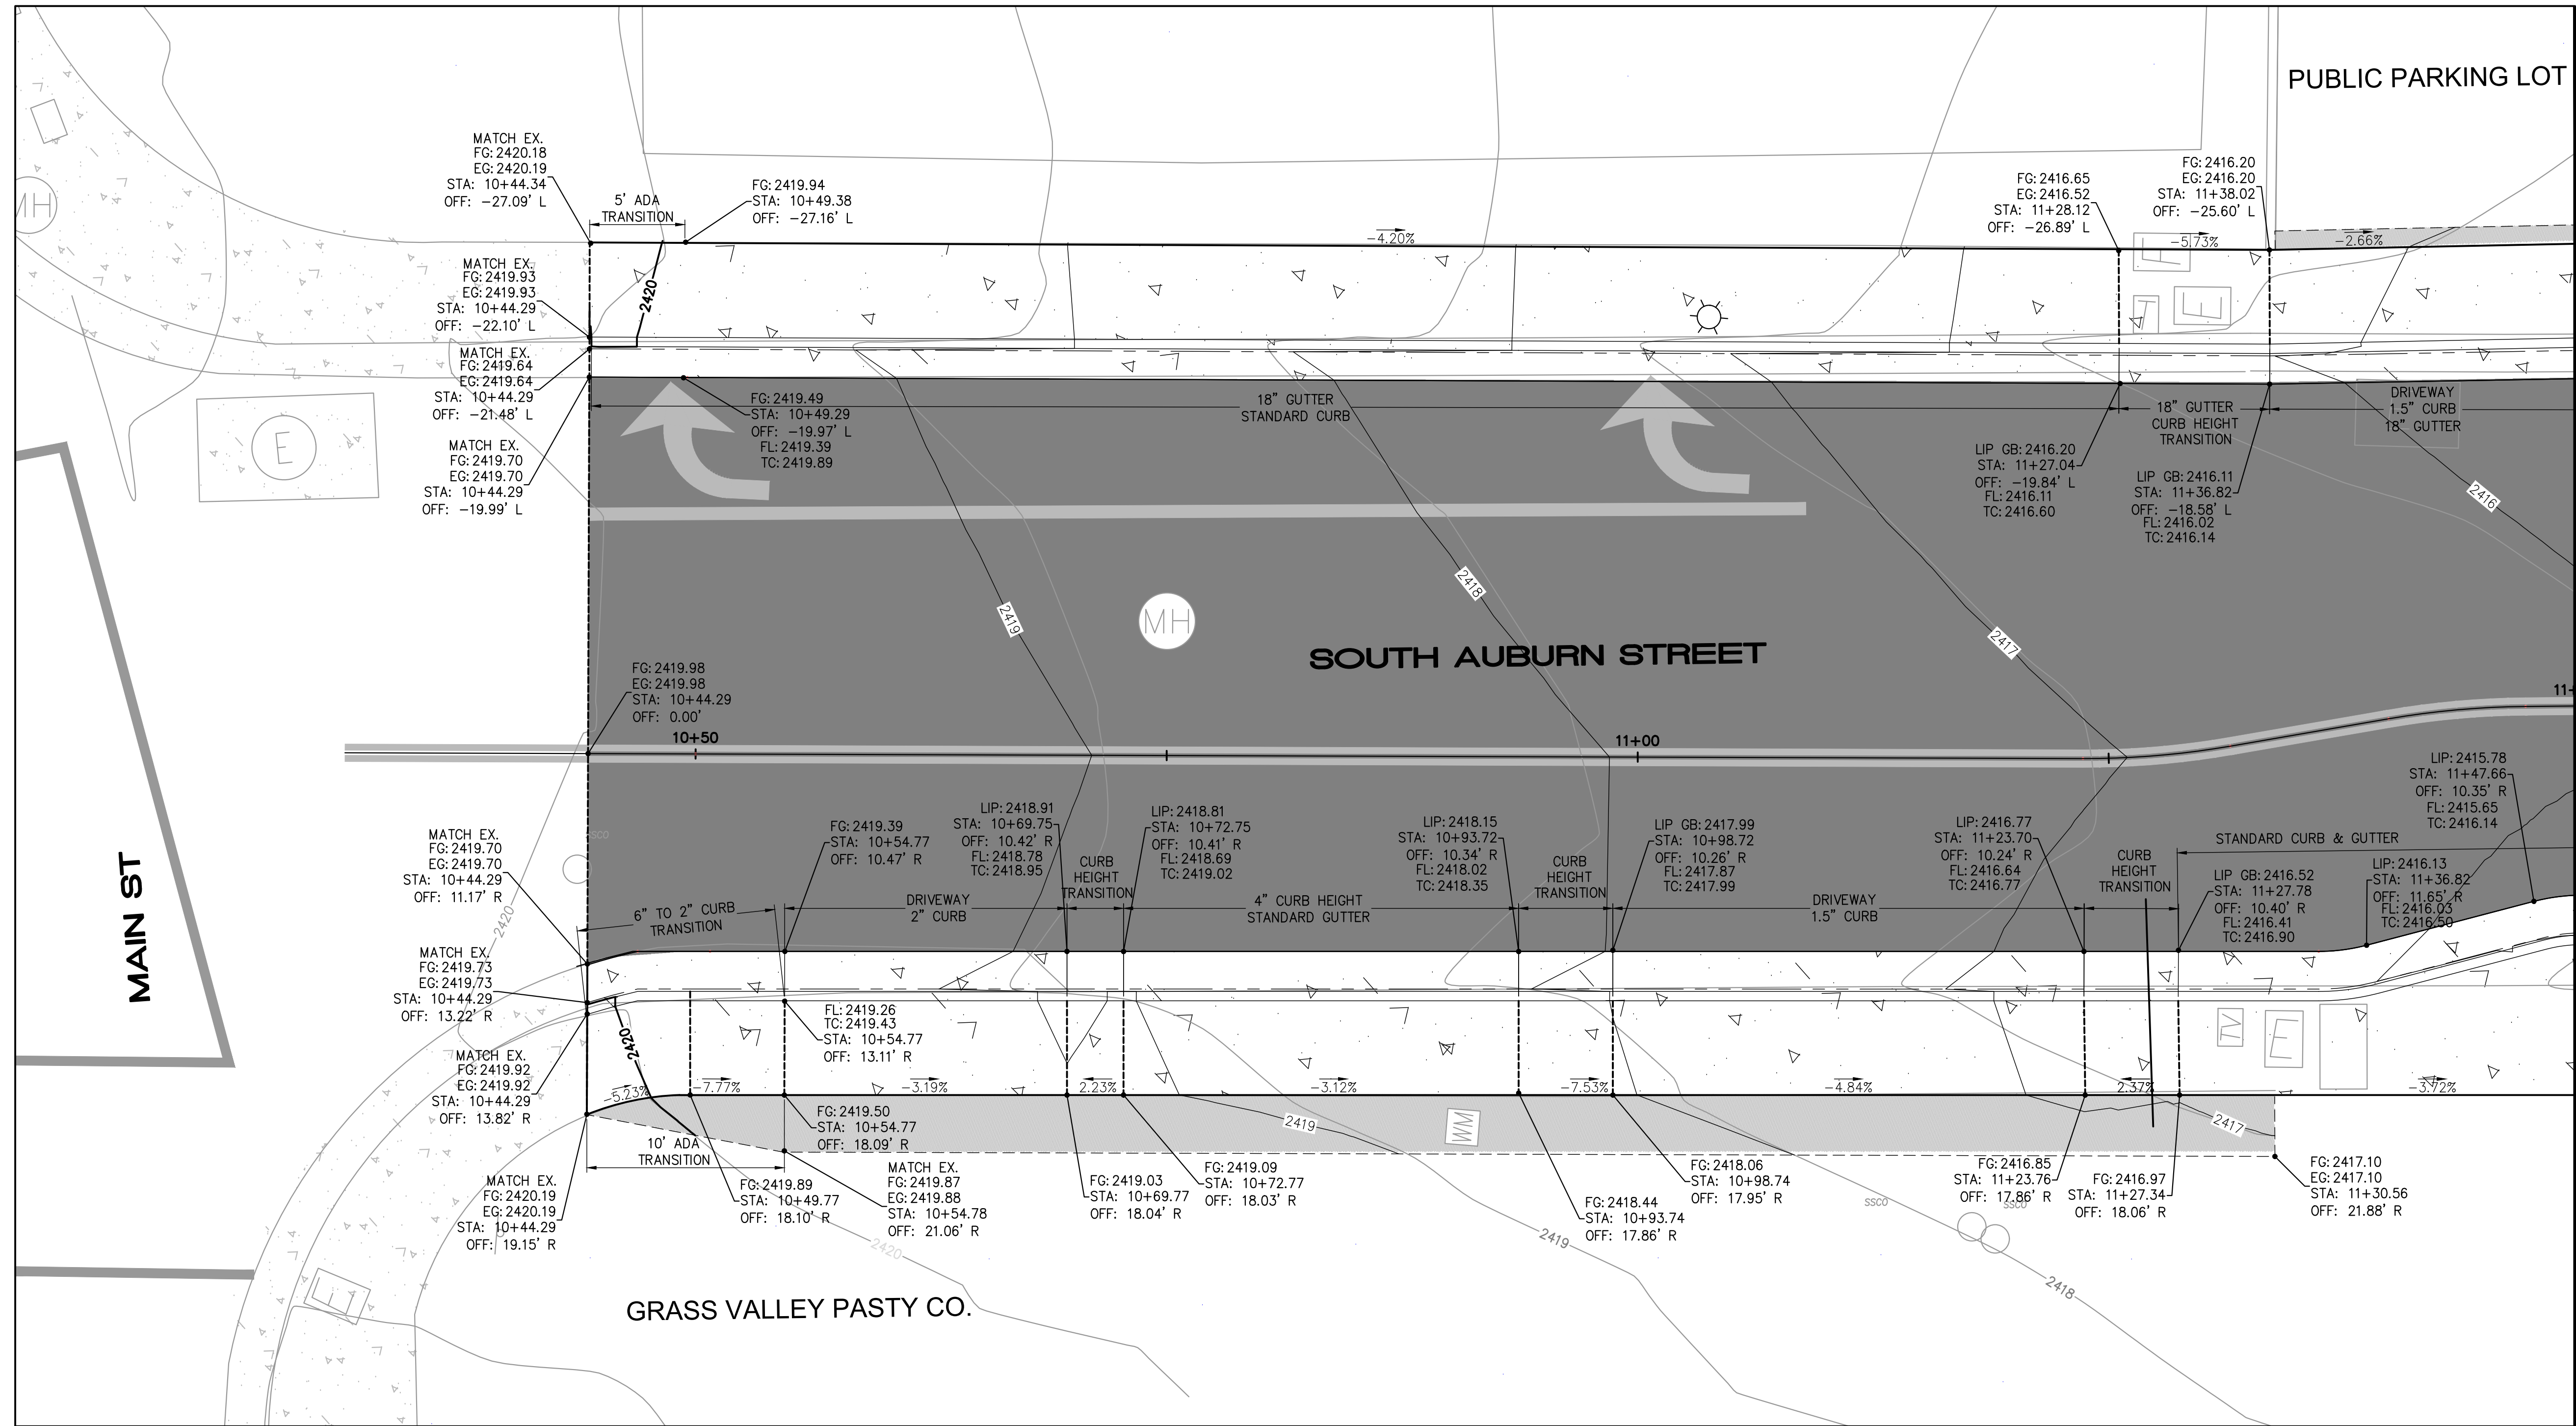 PUBLIC PARKING LOT
MATCH EX.
FG: 2420.18
EG: 2420.19
STA: 10+44.34
OFF: -27.09' L
5' ADA
TRANSITION
FG: 2419.94
STA: 10+49.38
OFF: -27.16' L
FG: 2416.65
EG: 2416.52
STA: 11+28.12
OFF: -26.89' L
FG: 2416.20
EG: 2416.20
STA: 11+38.02
OFF: -25.60' L
-4.20%
-5.73%
-2.66%
MH
MATCH EX.
FG: 2419.93
EG: 2419.93
STA: 10+44.29
OFF: -22.10' L
2420
T
T
E
MATCH EX.
FG: 2419.64
EG: 2419.64
STA: 10+44.29
OFF: -21.48' L
MATCH EX.
FG: 2419.70
EG: 2419.70
STA: 10+44.29
OFF: -19.99' L
E
FG: 2419.49
STA: 10+49.29
OFF: -19.97' L
FL: 2419.39
TC: 2419.89
18" GUTTER
STANDARD CURB
18" GUTTER
CURB HEIGHT
TRANSITION
DRIVEWAY
1.5" CURB
18" GUTTER
LIP GB: 2416.20
STA: 11+27.04
OFF: -19.84' L
FL: 2416.11
TC: 2416.60
LIP GB: 2416.11
STA: 11+36.82
OFF: -18.58' L
FL: 2416.02
TC: 2416.14
2416
2419
2418
2417
MH
SOUTH AUBURN STREET
FG: 2419.98
EG: 2419.98
STA: 10+44.29
OFF: 0.00'
10+50
11+00
11+
MAIN ST
MATCH EX.
FG: 2419.70
EG: 2419.70
STA: 10+44.29
OFF: 11.17' R
ssco
2420
6" TO 2" CURB
TRANSITION
FG: 2419.39
STA: 10+54.77
OFF: 10.47' R
DRIVEWAY
2" CURB
LIP: 2418.91
STA: 10+69.75
OFF: 10.42' R
FL: 2418.78
TC: 2418.95
CURB
HEIGHT
TRANSITION
LIP: 2418.81
STA: 10+72.75
OFF: 10.41' R
FL: 2418.69
TC: 2419.02
4" CURB HEIGHT
STANDARD GUTTER
LIP: 2418.15
STA: 10+93.72
OFF: 10.34' R
FL: 2418.02
TC: 2418.35
CURB
HEIGHT
TRANSITION
LIP GB: 2417.99
STA: 10+98.72
OFF: 10.26' R
FL: 2417.87
TC: 2417.99
DRIVEWAY
1.5" CURB
LIP: 2416.77
STA: 11+23.70
OFF: 10.24' R
FL: 2416.64
TC: 2416.77
CURB
HEIGHT
TRANSITION
STANDARD CURB & GUTTER
LIP GB: 2416.52
STA: 11+27.78
OFF: 10.40' R
FL: 2416.41
TC: 2416.90
LIP: 2416.13
STA: 11+36.82
OFF: 11.65' R
FL: 2416.03
TC: 2416.50
LIP: 2415.78
STA: 11+47.66
OFF: 10.35' R
FL: 2415.65
TC: 2416.14
MATCH EX.
FG: 2419.73
EG: 2419.73
STA: 10+44.29
OFF: 13.22' R
MATCH EX.
FG: 2419.92
EG: 2419.92
STA: 10+44.29
OFF: 13.82' R
2420
FL: 2419.26
TC: 2419.43
STA: 10+54.77
OFF: 13.11' R
TV
E
-5.23%
-7.77%
-3.19%
2.23%
-3.12%
-7.53%
-4.84%
2.37%
-3.72%
FG: 2419.50
STA: 10+54.77
OFF: 18.09' R
10' ADA
TRANSITION
2419
WM
2417
MATCH EX.
FG: 2420.19
EG: 2420.19
STA: 10+44.29
OFF: 19.15' R
FG: 2419.89
STA: 10+49.77
OFF: 18.10' R
MATCH EX.
FG: 2419.87
EG: 2419.88
STA: 10+54.78
OFF: 21.06' R
FG: 2419.03
STA: 10+69.77
OFF: 18.04' R
FG: 2419.09
STA: 10+72.77
OFF: 18.03' R
FG: 2418.44
STA: 10+93.74
OFF: 17.86' R
FG: 2418.06
STA: 10+98.74
OFF: 17.95' R
FG: 2416.85
STA: 11+23.76
OFF: 17.86' R
FG: 2416.97
STA: 11+27.34
OFF: 18.06' R
FG: 2417.10
EG: 2417.10
STA: 11+30.56
OFF: 21.88' R
ssco
ssco
2420
2419
2418
E
GRASS VALLEY PASTY CO.